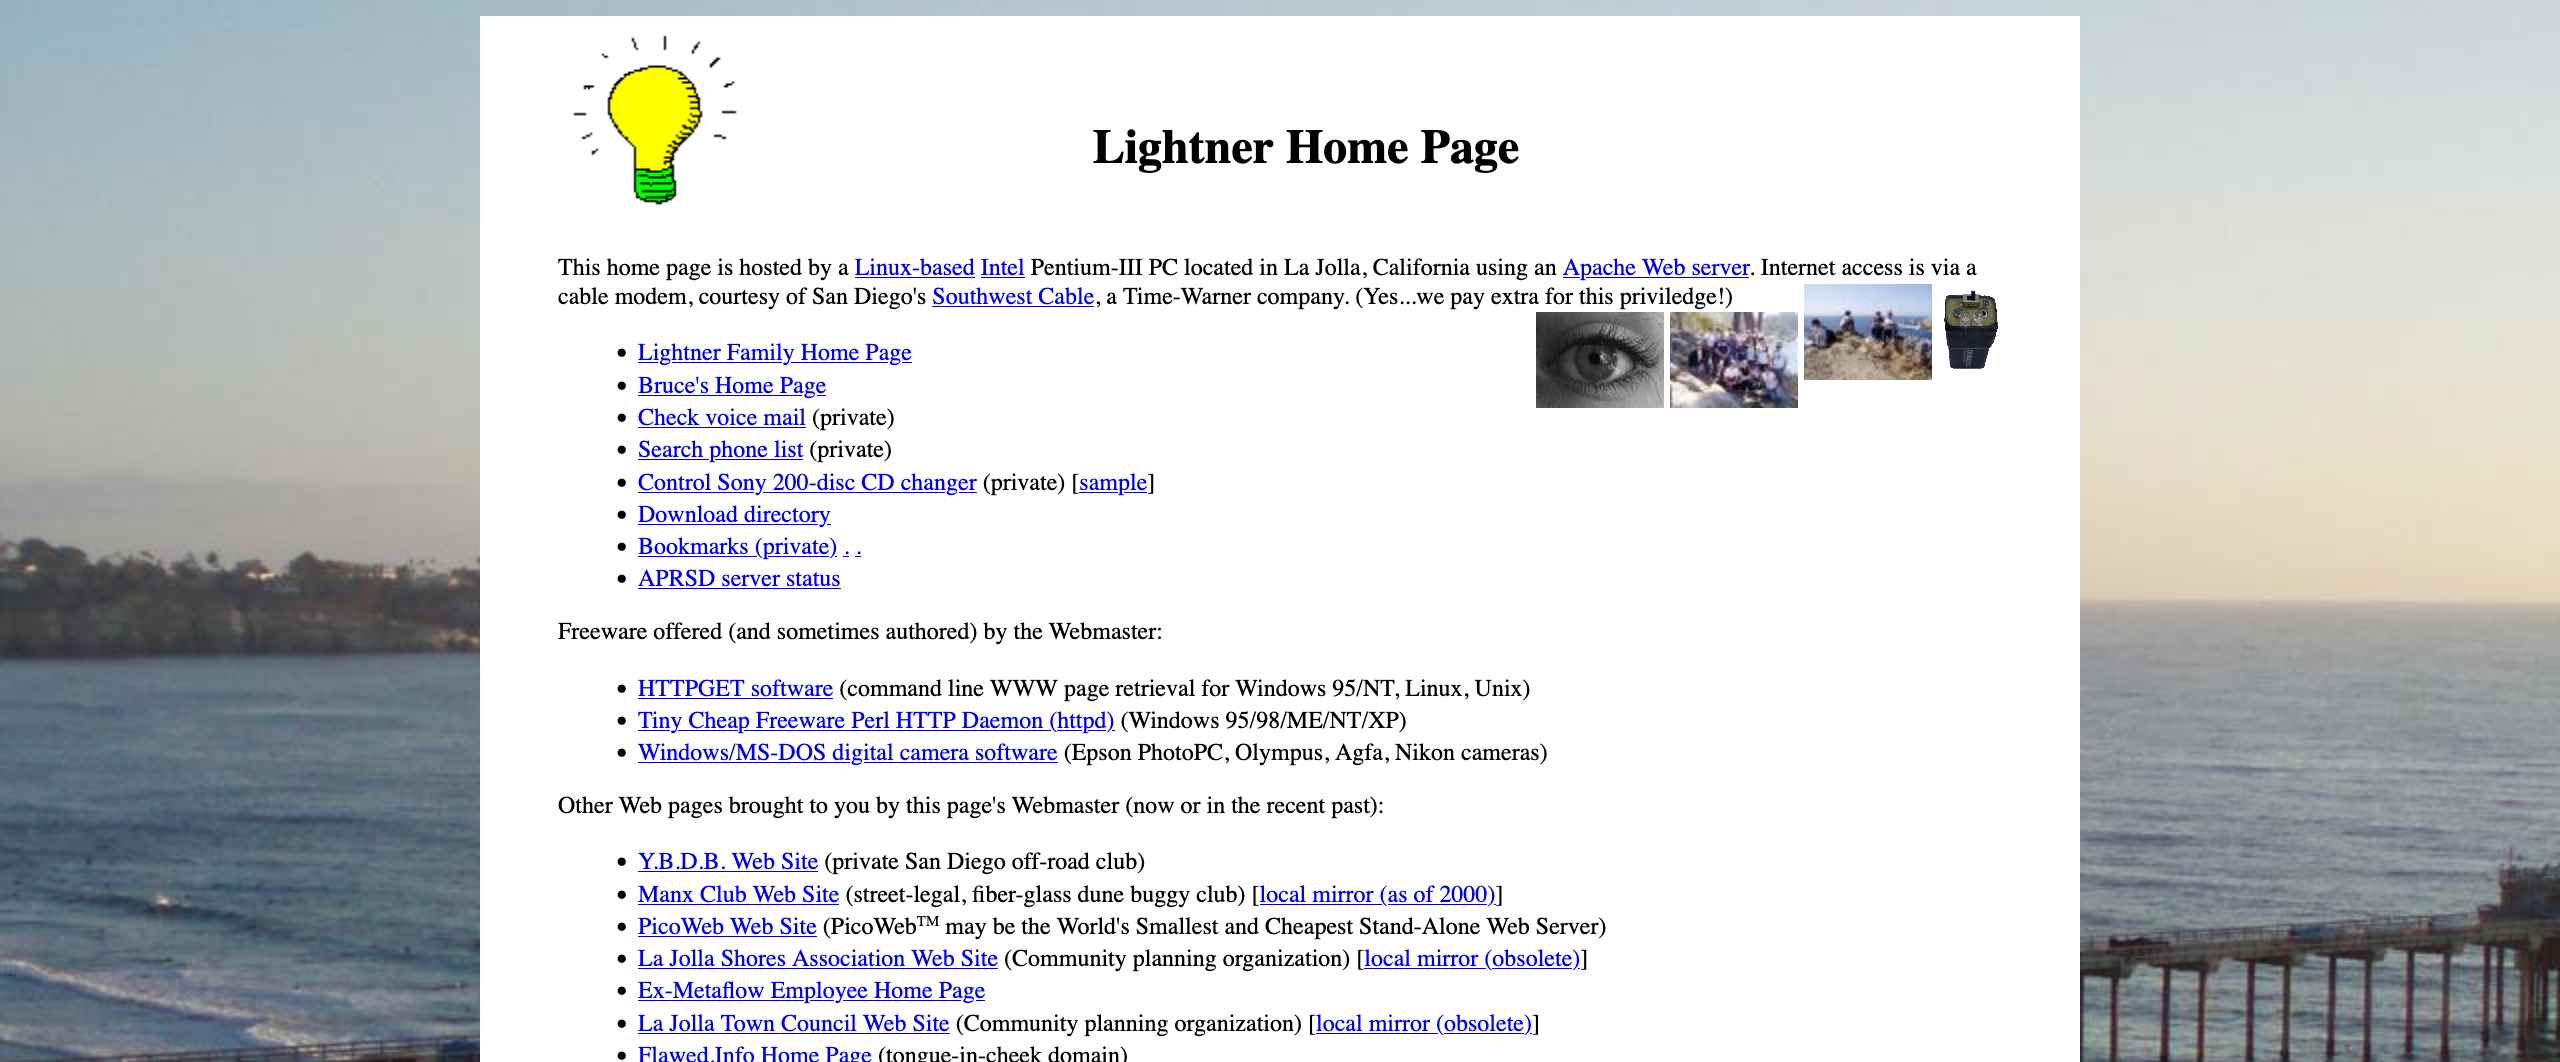 Lightner Home Page
This home page is hosted by a Linux-based Intel Pentium-III PC located in La Jolla, California using an Apache Web server. Internet access is via a
cable modem, courtesy of San Diego's Southwest Cable, a Time-Warner company. (Yes...we pay extra for this priviledge!)
• Lightner Family Home Page
• Bruce's Home Page
• Check voice mail (private)
• Search phone list (private)
• Control Sony 200-disc CD changer (private) [sample]
• Download directory
• Bookmarks (private) . .
• APRSD server status
Freeware offered (and sometimes authored) by the Webmaster:
• HTTPGET software (command line WWW page retrieval for Windows 95/NT, Linux, Unix)
• Tiny Cheap Freeware Perl HTTP Daemon (httpd) (Windows 95/98/ME/NT/XP)
• Windows/MS-DOS digital camera software (Epson PhotoPC, Olympus, Agfa, Nikon cameras)
Other Web pages brought to you by this page's Webmaster (now or in the recent past):
• Y.B.D.B. Web Site (private San Diego off-road club)
• Manx Club Web Site (street-legal, fiber-glass dune buggy club) [local mirror (as of 2000)]
• PicoWeb Web Site (PicoWeb™ may be the World's Smallest and Cheapest Stand-Alone Web Server)
• La Jolla Shores Association Web Site (Community planning organization) [local mirror (obsolete)]
• Ex-Metaflow Employee Home Page
• La Jolla Town Council Web Site (Community planning organization) [local mirror (obsolete)]
• Flawed.Info Home Page (tongue-in-cheek domain)